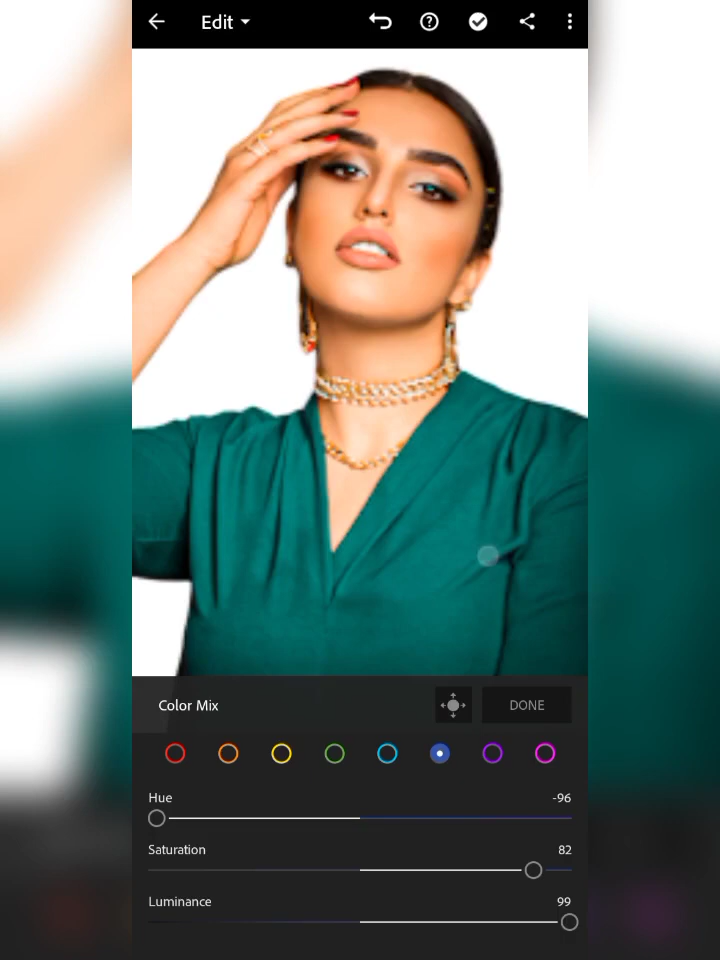 Edit
Color Mix
DONE
Hue
-96
Saturation
82
Luminance
99